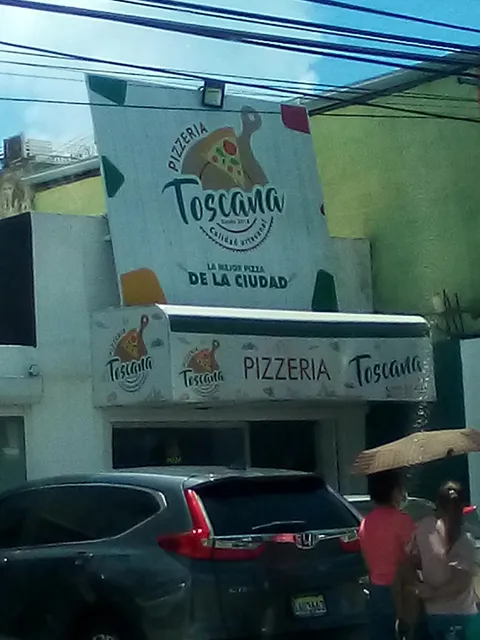 PIZZERIA
Toscana
Calidad artesanal
LA MEJOR PIZZA
DE LA CIUDAD
Toscana
Toscana
PIZZERIA
Toscana